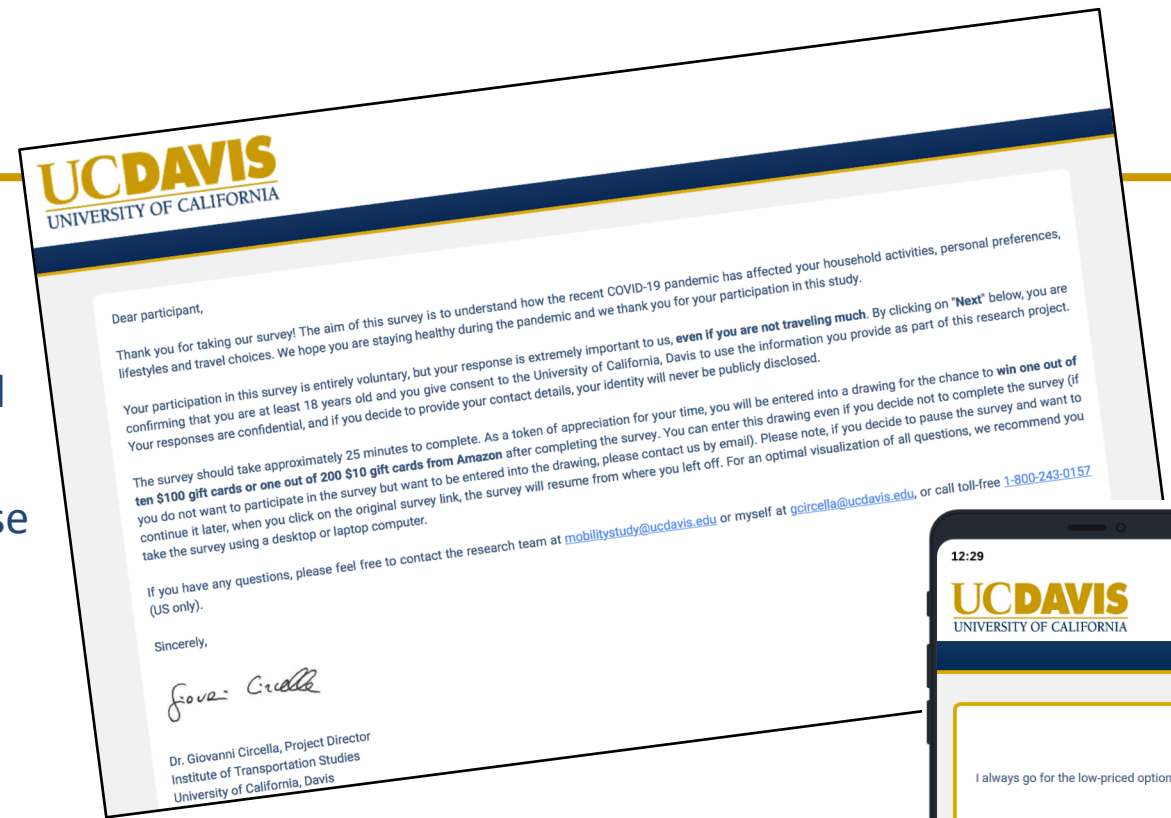 UCDAVIS
UNIVERSITY OF CALIFORNIA
Dear participant,
Thank you for taking our survey! The aim of this survey is to understand how the recent COVID-19 pandemic has affected your household activities, personal preferences,
lifestyles and travel choices. We hope you are staying healthy during the pandemic and we thank you for your participation in this study.
Your participation in this survey is entirely voluntary, but your response is extremely important to us, even if you are not traveling much. By clicking on "Next" below, you are
confirming that you are at least 18 years old and you give consent to the University of California, Davis to use the information you provide as part of this research project.
Your responses are confidential, and if you decide to provide your contact details, your identity will never be publicly disclosed.
The survey should take approximately 25 minutes to complete. As a token of appreciation for your time, you will be entered into a drawing for the chance to win one out of
ten $100 gift cards or one out of 200 $10 gift cards from Amazon after completing the survey. You can enter this drawing even if you decide not to complete the survey (if
you do not want to participate in the survey but want to be entered into the drawing, please contact us by email). Please note, if you decide to pause the survey and want to
continue it later, when you click on the original survey link, the survey will resume from where you left off. For an optimal visualization of all questions, we recommend you
take the survey using a desktop or laptop computer.
If you have any questions, please feel free to contact the research team at mobilitystudy@ucdavis.edu or myself at gcircella@ucdavis.edu, or call toll-free 1-800-243-0157
(US only).
Sincerely,
Giovanni Circella
Dr. Giovanni Circella, Project Director
Institute of Transportation Studies
University of California, Davis
se
12:29
UCDAVIS
UNIVERSITY OF CALIFORNIA
I always go for the low-priced option